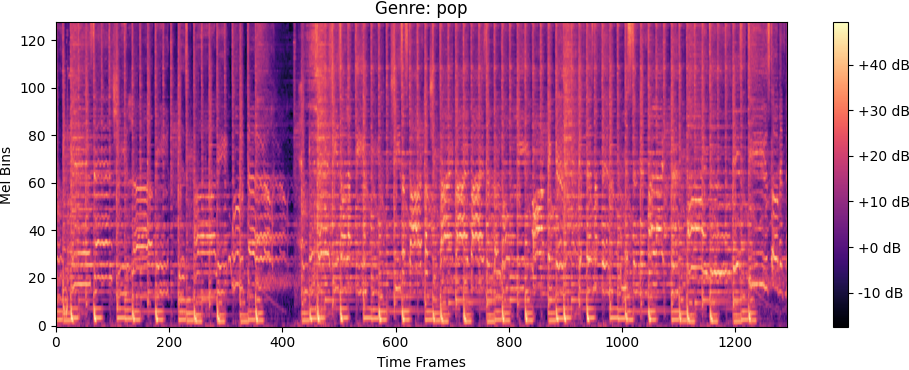 Genre: pop
Mel Bins
120
100
80
60
40
20
0
0 200 400 600 800 1000 1200
Time Frames
+40 dB
+30 dB
+20 dB
+10 dB
+0 dB
-10 dB